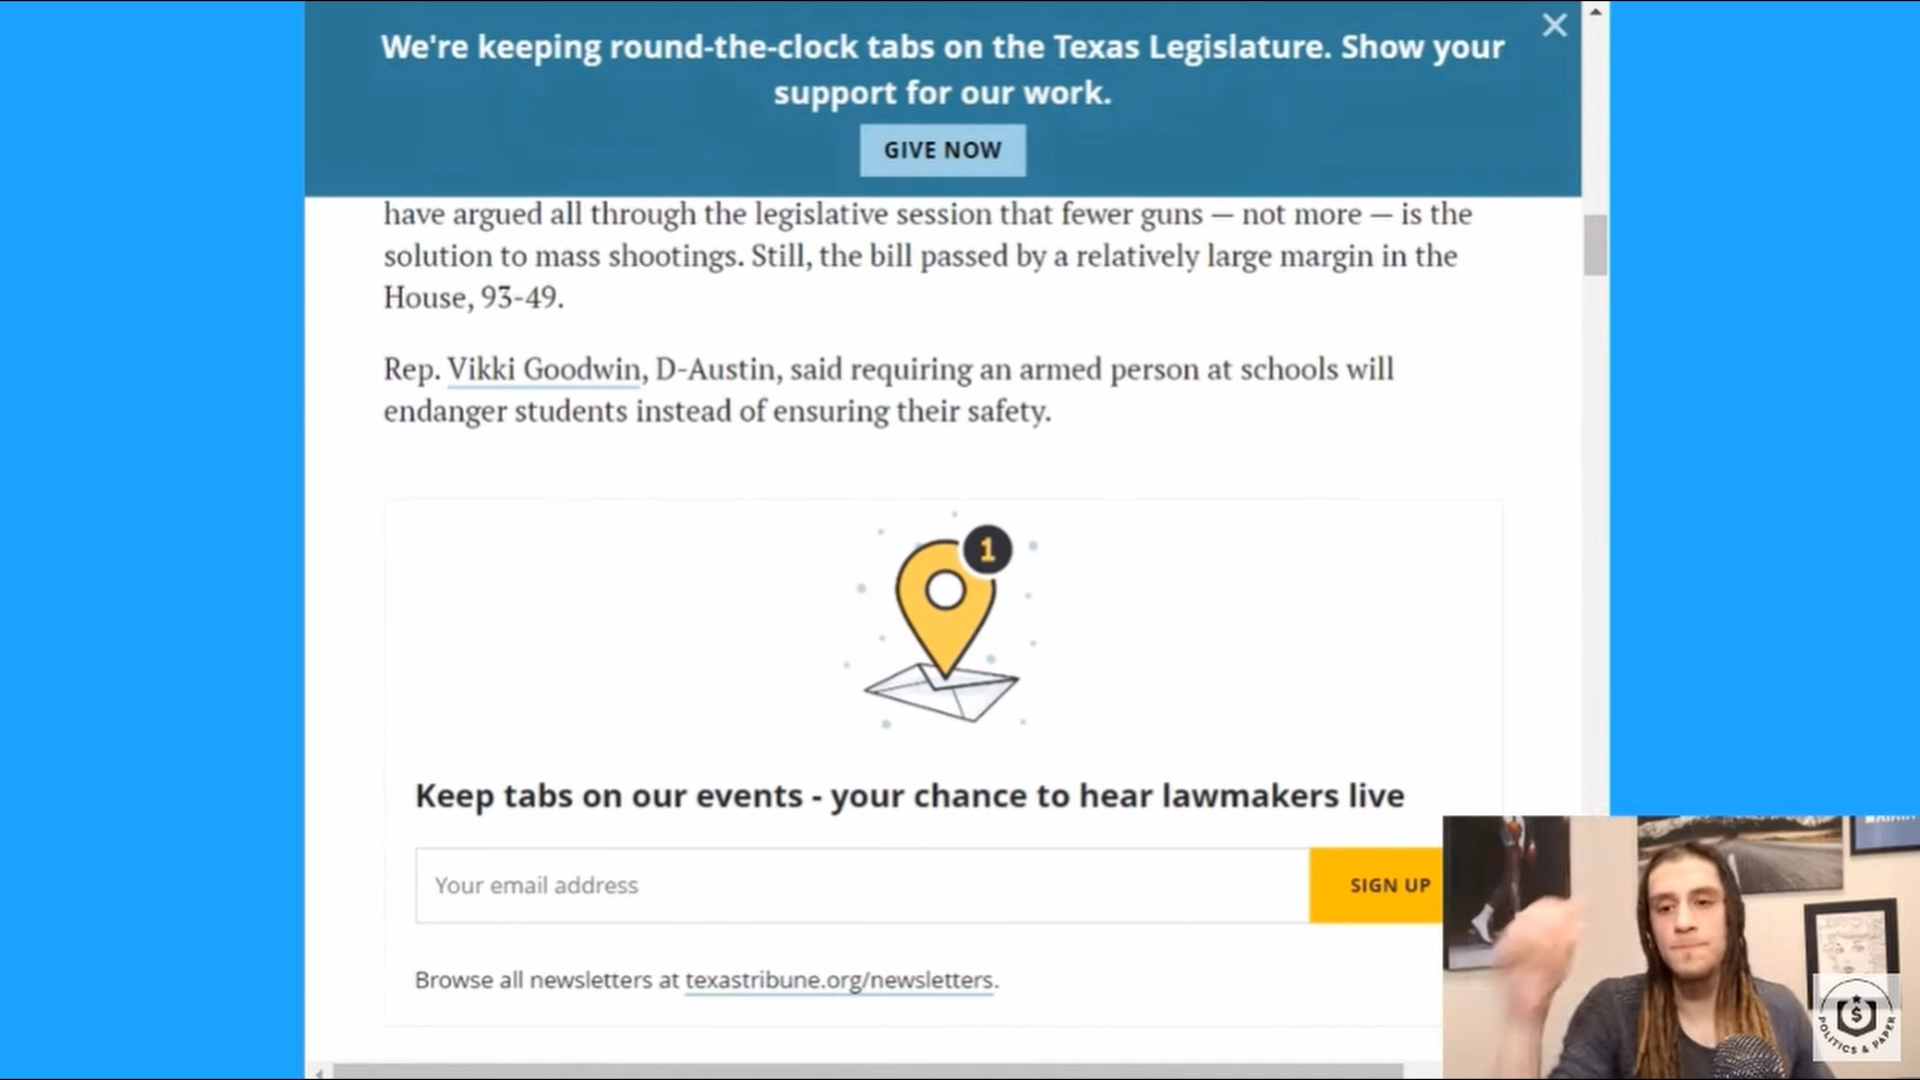 We're keeping round-the-clock tabs on the Texas Legislature. Show your
support for our work.
GIVE NOW
have argued all through the legislative session that fewer guns — not more — is the
solution to mass shootings. Still, the bill passed by a relatively large margin in the
House, 93-49.
Rep. Vikki Goodwin, D-Austin, said requiring an armed person at schools will
endanger students instead of ensuring their safety.
1
Keep tabs on our events - your chance to hear lawmakers live
Your email address
SIGN UP
Browse all newsletters at texastribune.org/newsletters.
$
POLITICS & PAPER